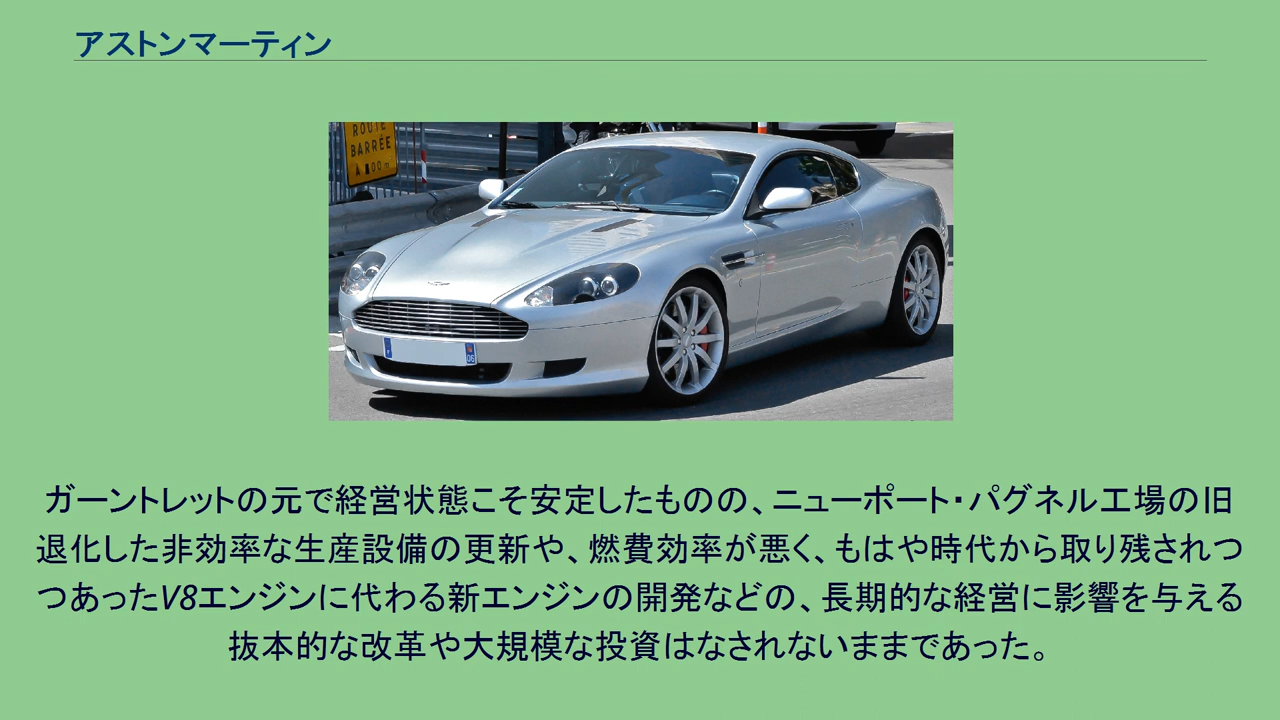 アストンマーティン
ROUTE
BARRÉE
ガーントレットの元で経営状態こそ安定したものの、ニューポート・パグネル工場の旧
退化した非効率な生産設備の更新や、燃費効率が悪く、もはや時代から取り残されつ
つあったV8エンジンに代わる新エンジンの開発などの、長期的な経営に影響を与える
抜本的な改革や大規模な投資はなされないままであった。
06